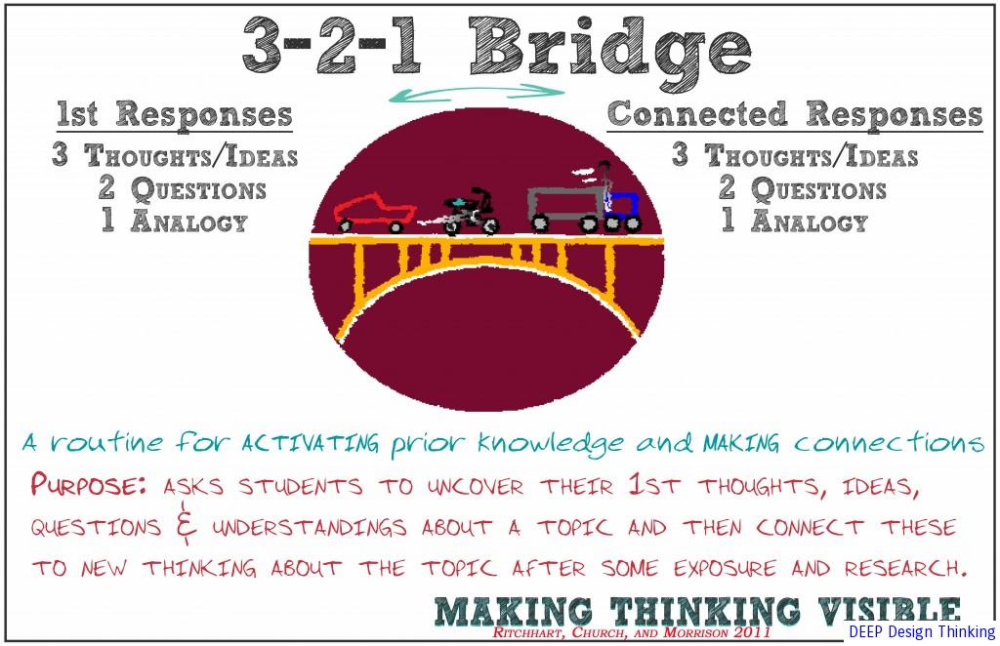 3-2-1 Bridge
1st Responses
3 Thoughts/Ideas
2 Questions
1 Analogy
Connected Responses
3 Thoughts/Ideas
2 Questions
1 Analogy
A routine for ACTIVATING prior knowledge and MAKING connections
Purpose: asks students to uncover their 1st thoughts, ideas,
questions & understandings about a topic and then connect these
to new thinking about the topic after some exposure and research.
MAKING THINKING VISIBLE
Ritchhart, Church, and Morrison 2011
DEEP Design Thinking